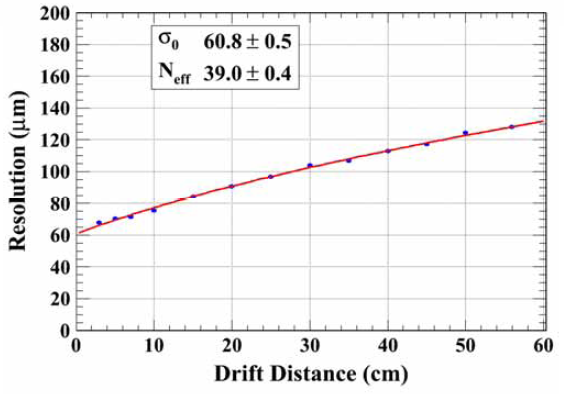 200
180
160
140
120
100
80
60
40
20
0
Resolution (μm)
σ₀ 60.8 ± 0.5
N_eff 39.0 ± 0.4
0 10 20 30 40 50 60
Drift Distance (cm)